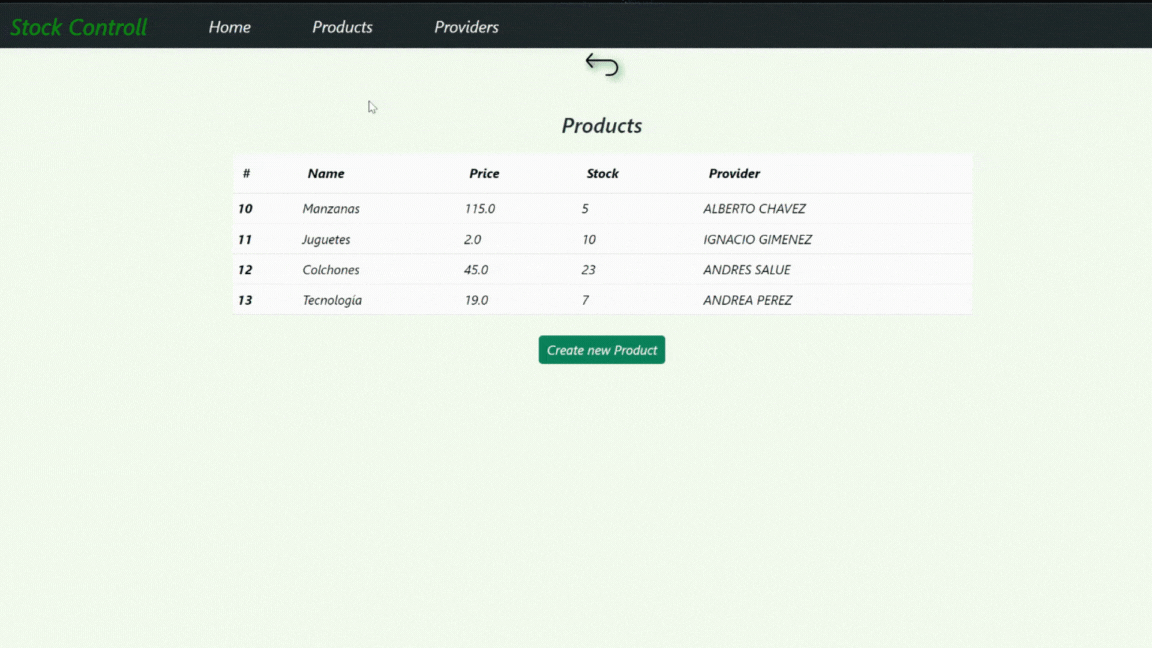 Stock Controll Home Products Providers
Products
# Name Price Stock Provider
10 Manzanas 115.0 5 ALBERTO CHAVEZ
11 Juguetes 2.0 10 IGNACIO GIMENEZ
12 Colchones 45.0 23 ANDRES SALUE
13 Tecnologia 19.0 7 ANDREA PEREZ
Create new Product